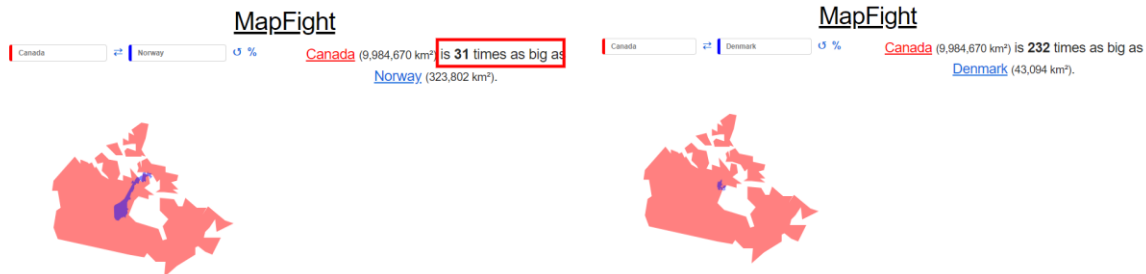 MapFight
Canada ⇄ Norway ↺ %
Canada (9,984,670 km²) is 31 times as big as
Norway (323,802 km²).
MapFight
Canada ⇄ Denmark ↺ %
Canada (9,984,670 km²) is 232 times as big as
Denmark (43,094 km²).